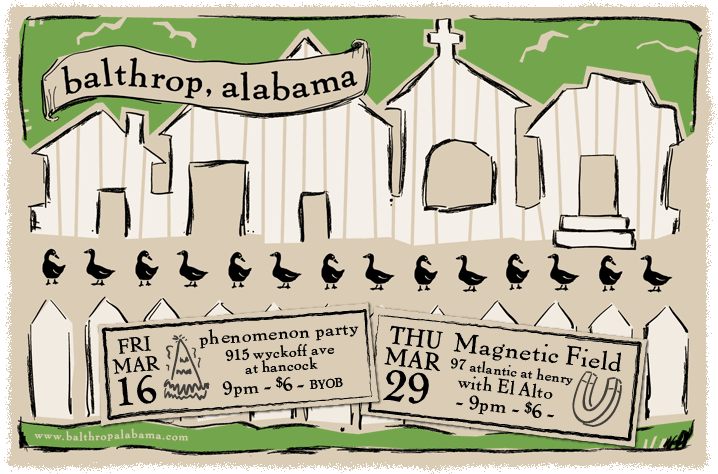 balthrop, alabama
FRI
MAR
16
phenomenon party
915 wyckoff ave
at hancock
9pm - $6 - BYOB
THU
MAR
29
Magnetic Field
97 atlantic at henry
with El Alto
- 9pm - $6 -
www.balthropalabama.com